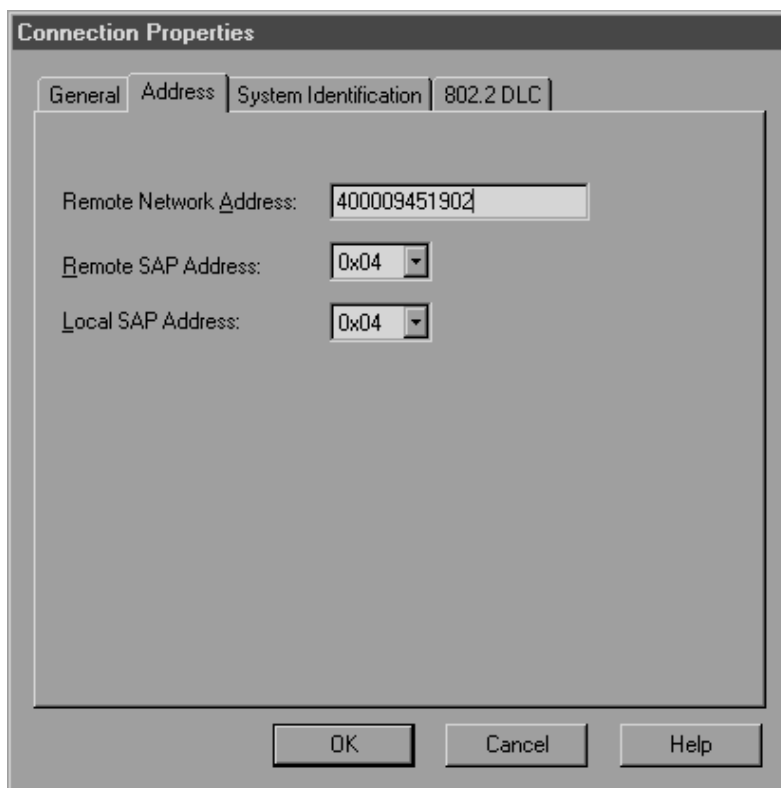 Connection Properties
General Address System Identification 802.2 DLC
Remote Network Address: 400009451902
Remote SAP Address: 0x04
Local SAP Address: 0x04
OK Cancel Help